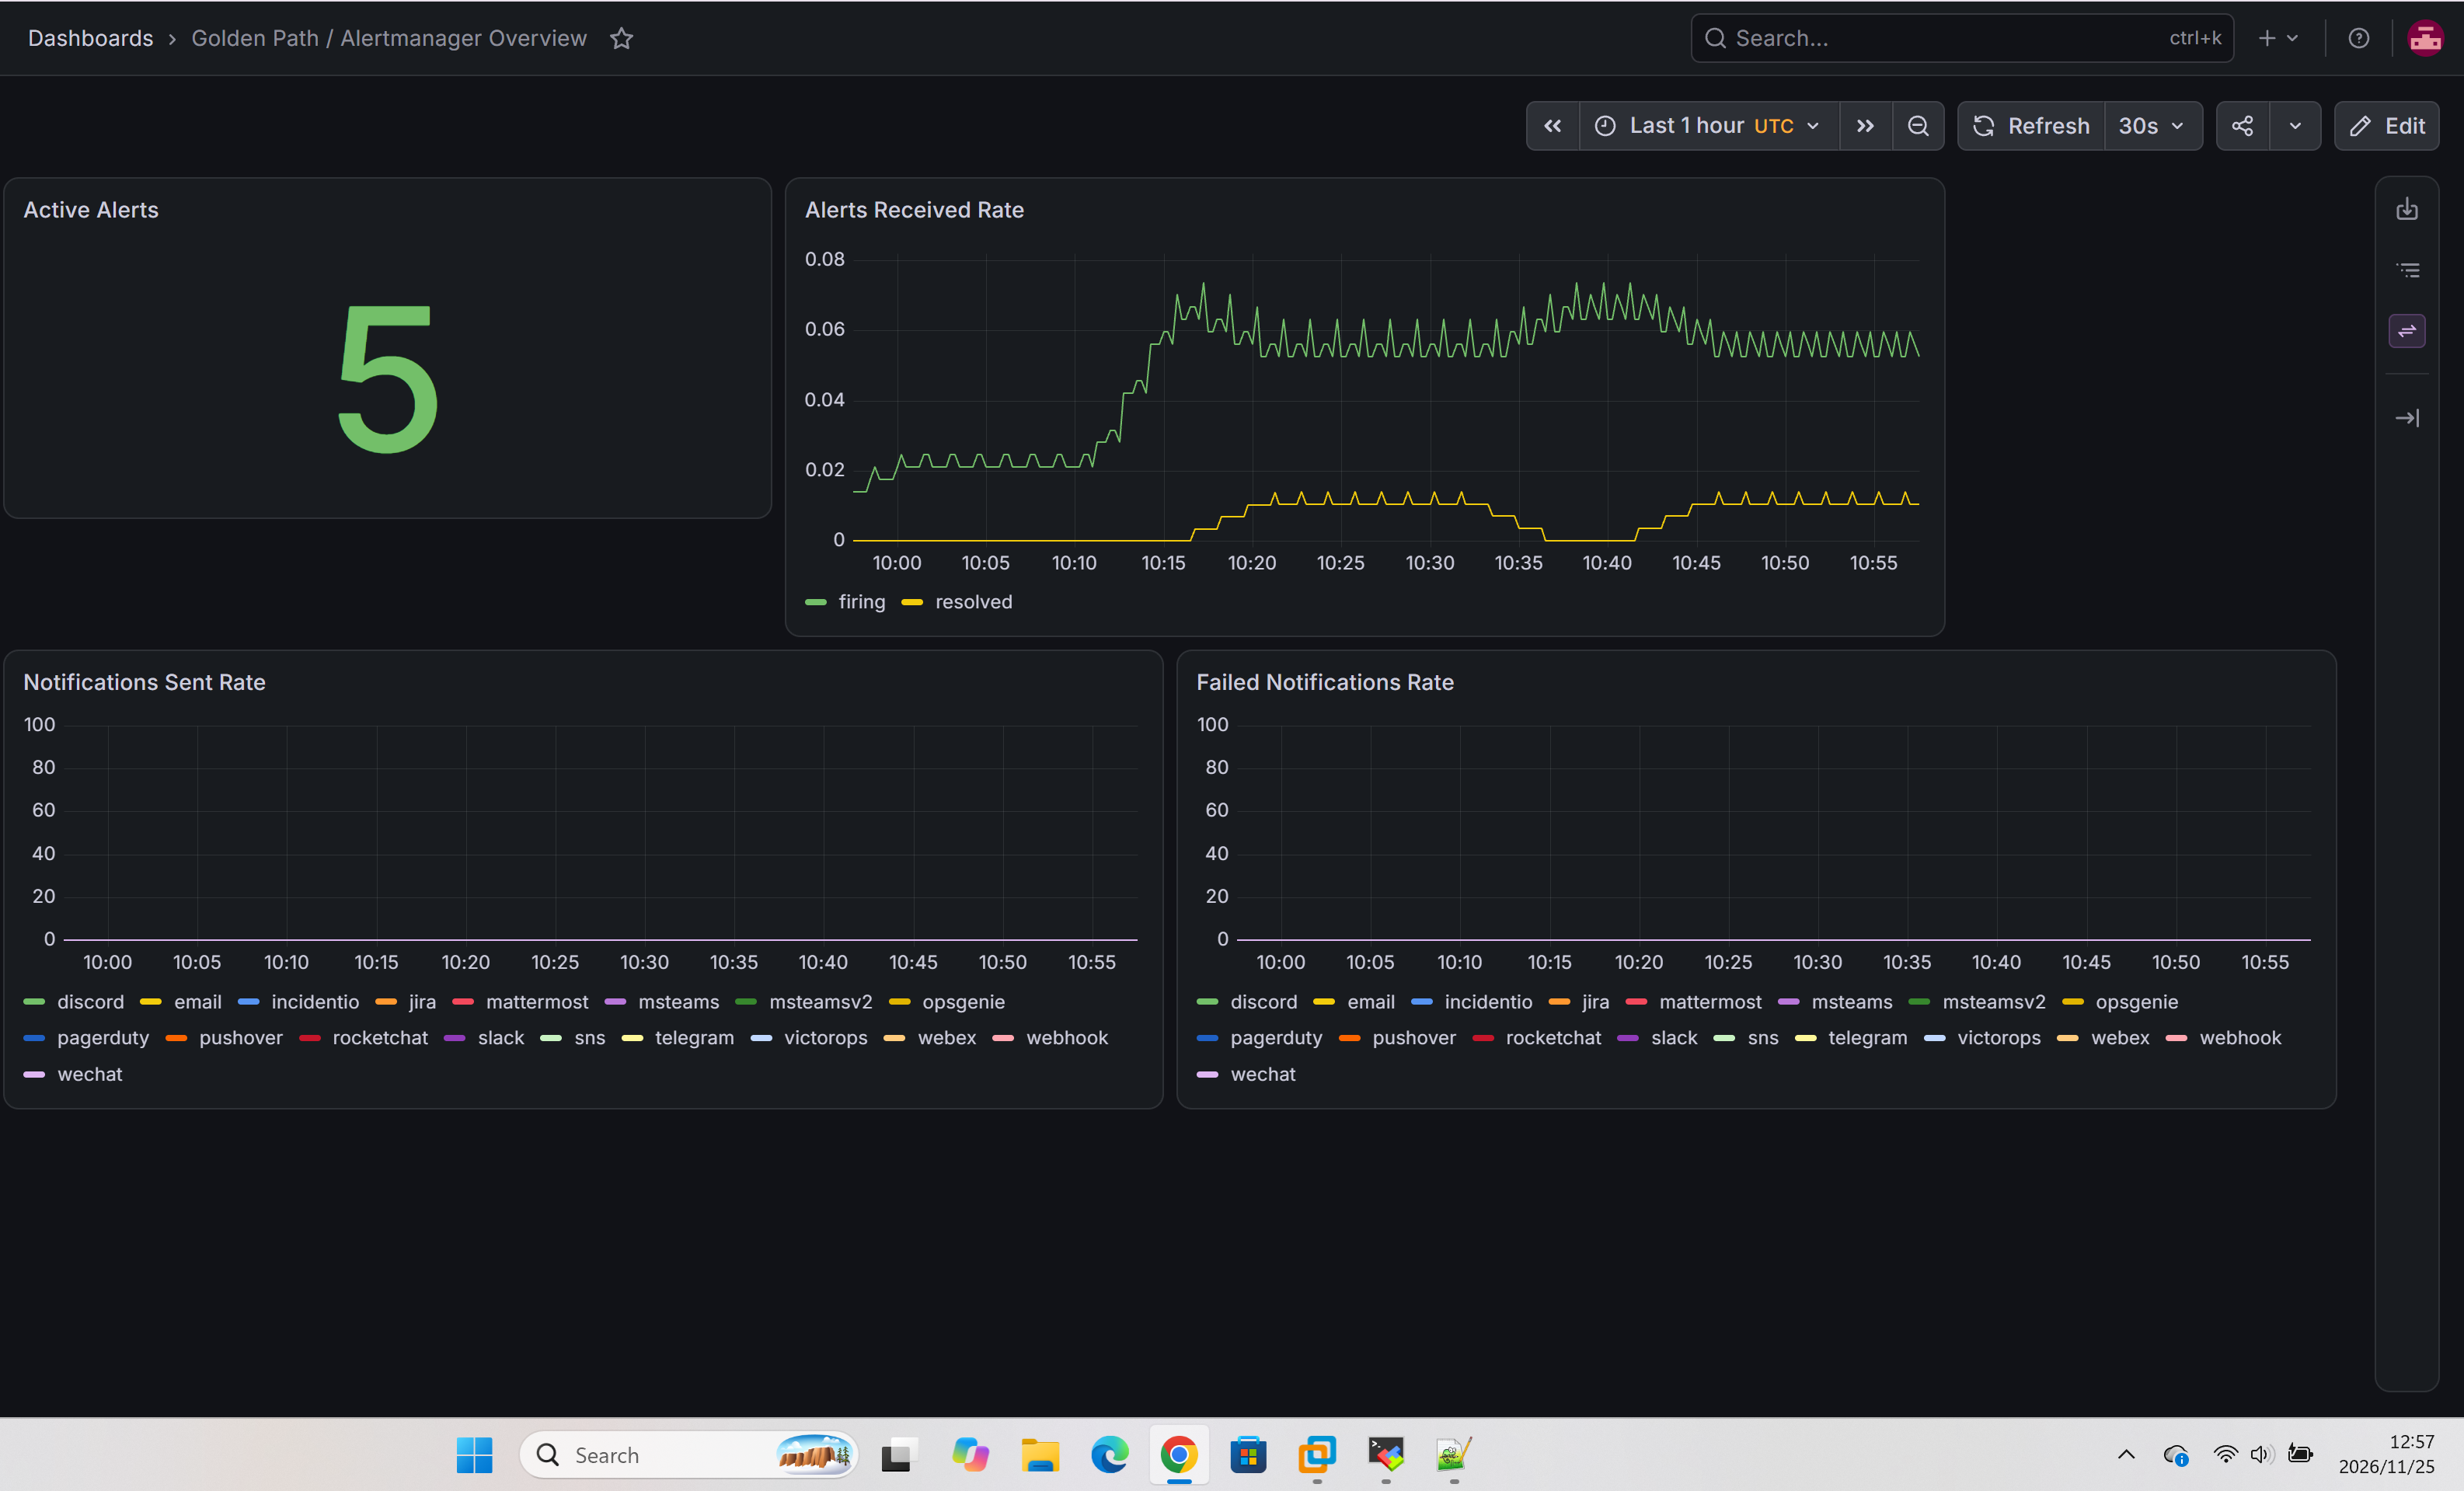 Dashboards › Golden Path / Alertmanager Overview
Search... ctrl+k
Last 1 hour UTC
Refresh 30s
Edit
Active Alerts
5
Alerts Received Rate
0.08
0.06
0.04
0.02
0
10:00 10:05 10:10 10:15 10:20 10:25 10:30 10:35 10:40 10:45 10:50 10:55
firing resolved
Notifications Sent Rate
100
80
60
40
20
0
10:00 10:05 10:10 10:15 10:20 10:25 10:30 10:35 10:40 10:45 10:50 10:55
discord email incidentio jira mattermost msteams msteamsv2 opsgenie
pagerduty pushover rocketchat slack sns telegram victorops webex webhook
wechat
Failed Notifications Rate
100
80
60
40
20
0
10:00 10:05 10:10 10:15 10:20 10:25 10:30 10:35 10:40 10:45 10:50 10:55
discord email incidentio jira mattermost msteams msteamsv2 opsgenie
pagerduty pushover rocketchat slack sns telegram victorops webex webhook
wechat
Search
12:57
2026/11/25